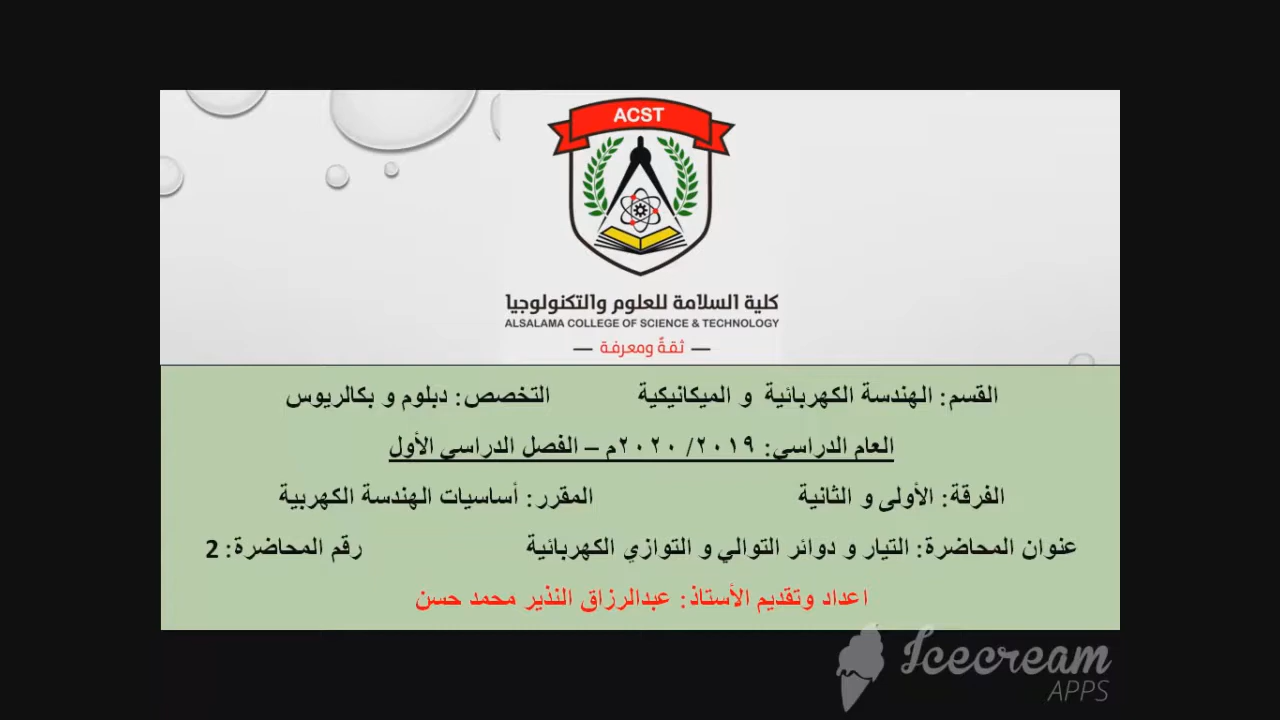 ACST
كلية السلامة للعلوم والتكنولوجيا
ALSALAMA COLLEGE OF SCIENCE & TECHNOLOGY
ثقةٌ ومعرفة
القسم: الهندسة الكهربائية و الميكانيكية التخصص: دبلوم و بكالريوس
العام الدراسي: ٢٠١٩/ ٢٠٢٠م – الفصل الدراسي الأول
الفرقة: الأولى و الثانية المقرر: أساسيات الهندسة الكهربية
عنوان المحاضرة: التيار و دوائر التوالي و التوازي الكهربائية رقم المحاضرة: 2
اعداد وتقديم الأستاذ: عبدالرزاق النذير محمد حسن
Icecream
APPS